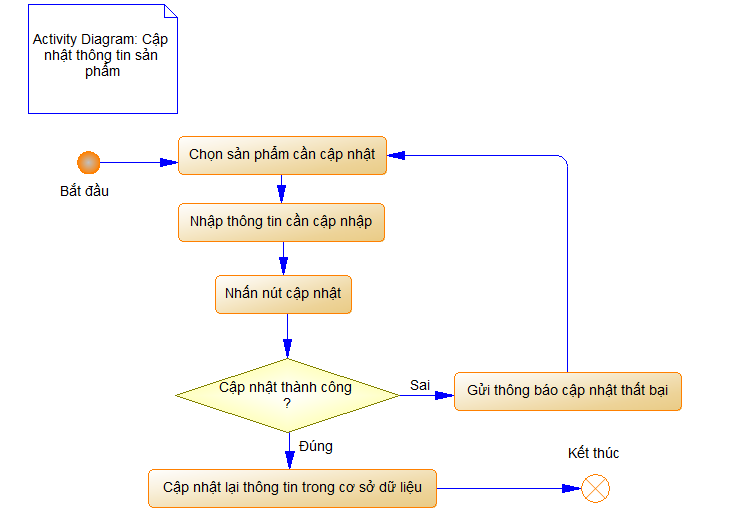 Activity Diagram: Cập
nhật thông tin sản
phẩm
Chọn sản phẩm cần cập nhật
Bắt đầu
Nhập thông tin cần cập nhập
Nhấn nút cập nhật
Cập nhật thành công
?
Sai
Gửi thông báo cập nhật thất bại
Đúng
Kết thúc
Cập nhật lại thông tin trong cơ sở dữ liệu